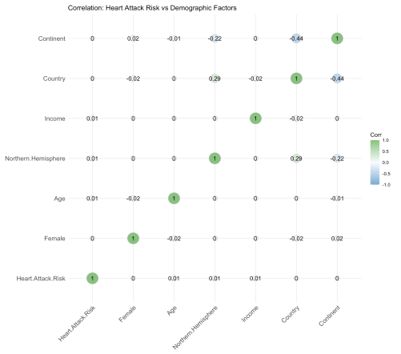 Correlation: Heart Attack Risk vs Demographic Factors
Continent 0 0.02 -0.01 -0.22 0 -0.44 1
Country 0 -0.02 0 0.29 -0.02 1 -0.44
Income 0.01 0 0 0 1 -0.02 0
Northern.Hemisphere 0.01 0 0 1 0 0.29 -0.22
Age 0.01 -0.02 1 0 0 0 -0.01
Female 0 1 -0.02 0 0 -0.02 0.02
Heart.Attack.Risk 1 0 0.01 0.01 0.01 0 0
Heart.Attack.Risk
Female
Age
Northern.Hemisphere
Income
Country
Continent
Corr
1.0
0.5
0.0
-0.5
-1.0